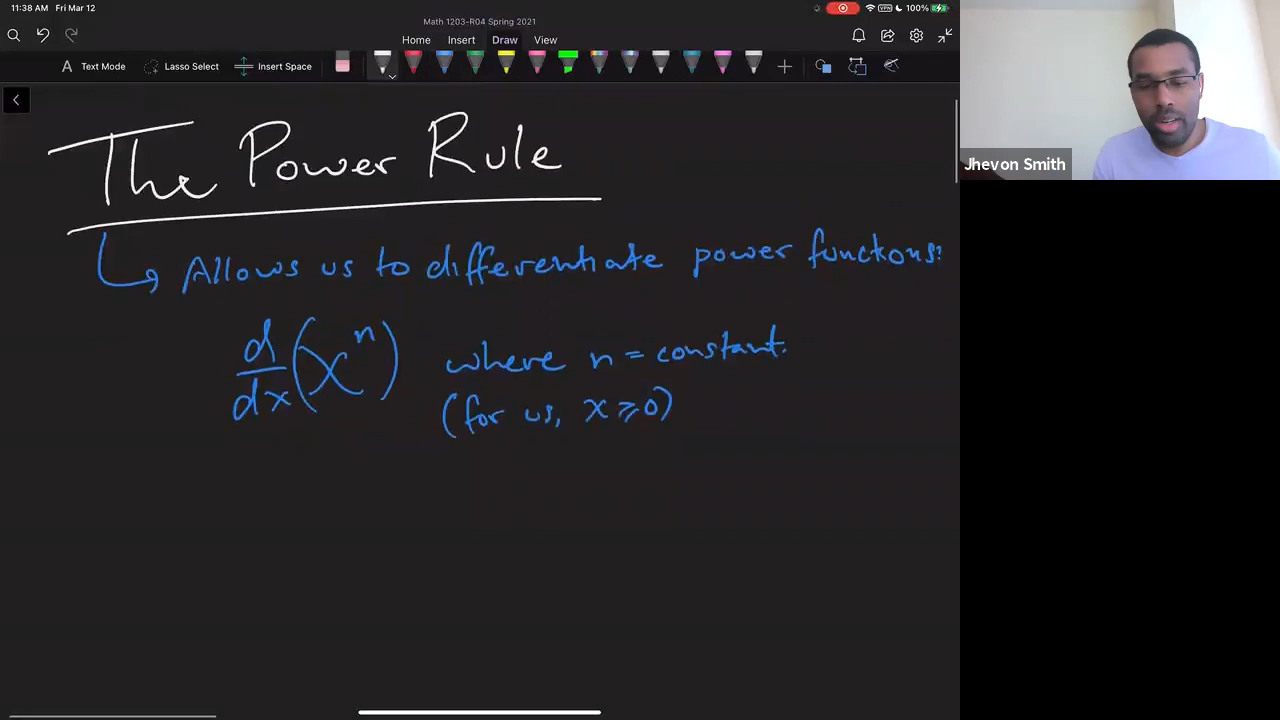 11:38 AM Fri Mar 12
VPN 100%
Math 1203-R04 Spring 2021
Home Insert Draw View
Text Mode Lasso Select Insert Space
The Power Rule
Jhevon Smith
Allows us to differentiate power functions:
d/dx (x^n) where n = constant.
(for us, x ⩾ 0)